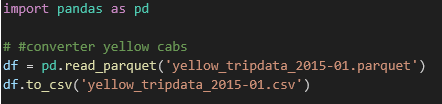 import pandas as pd
# #converter yellow cabs
df = pd.read_parquet('yellow_tripdata_2015-01.parquet')
df.to_csv('yellow_tripdata_2015-01.csv')